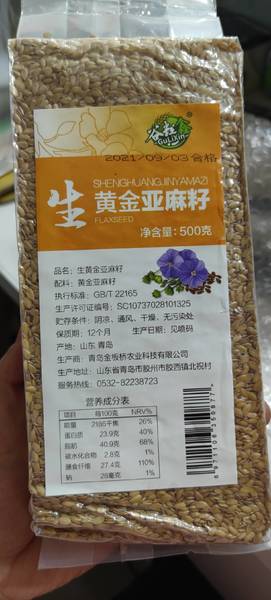 谷粒
GuLiXin
2021/09/03合格
SHENGHUANGJINYAMAZI
生黄金亚麻籽
FLAXSEED
净含量:500克
品名:生黄金亚麻籽
配料:黄金亚麻籽
执行标准:GB/T 22165
生产许可证编号:SC10737028101325
贮存条件:阴凉、通风、干燥、无污染处
保质期:12个月 生产日期:见喷码
产地:山东 青岛
生产商:青岛金板桥农业科技有限公司
生产地址:山东省青岛市胶州市胶西镇北祝村
服务热线:0532-82238723
营养成分表
项目 每100克 NRV%
能量 2186千焦 26%
蛋白质 23.9克 40%
脂肪 40.9克 68%
碳水化合物 2.8克 1%
膳食纤维 27.4克 110%
钠 28毫克 1%